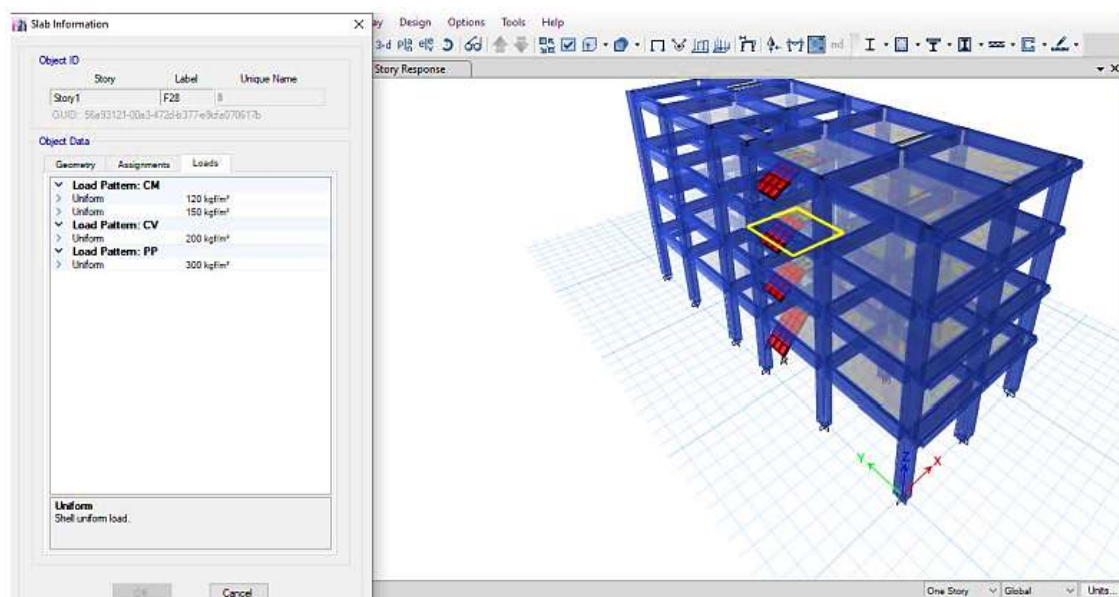 Slab Information
ay Design Options Tools Help
3-d
Story Response
Object ID
Story Label Unique Name
Story1 F28 8
Object Data
Geometry Assignments Loads
Load Pattern: CM
Uniform 120 kgf/m²
Uniform 150 kgf/m²
Load Pattern: CV
Uniform 200 kgf/m²
Load Pattern: PP
Uniform 300 kgf/m²
Uniform
Shell uniform load.
OK Cancel
Y Z X
One Story Global Units...